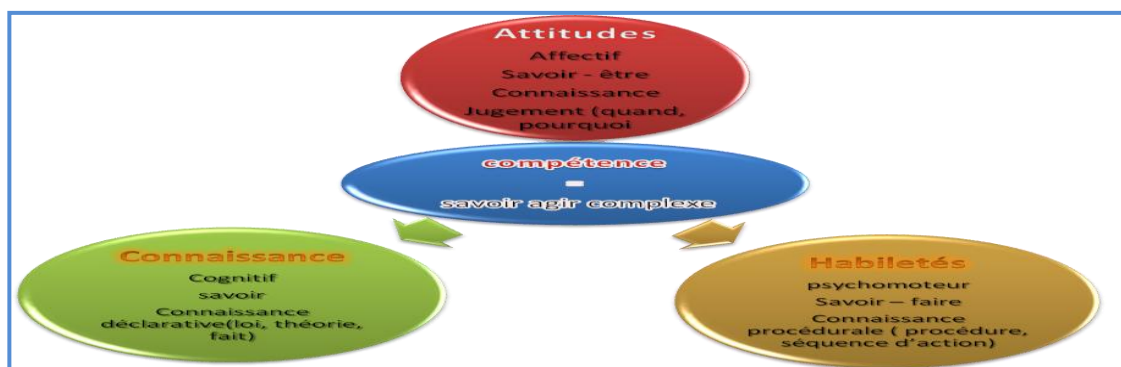 Attitudes
Affectif
Savoir - être
Connaissance
Jugement (quand,
pourquoi
compétence
=
savoir agir complexe
Connaissance
Cognitif
savoir
Connaissance
déclarative(loi, théorie,
fait)
Habiletés
psychomoteur
Savoir – faire
Connaissance
procédurale ( procédure,
séquence d'action)